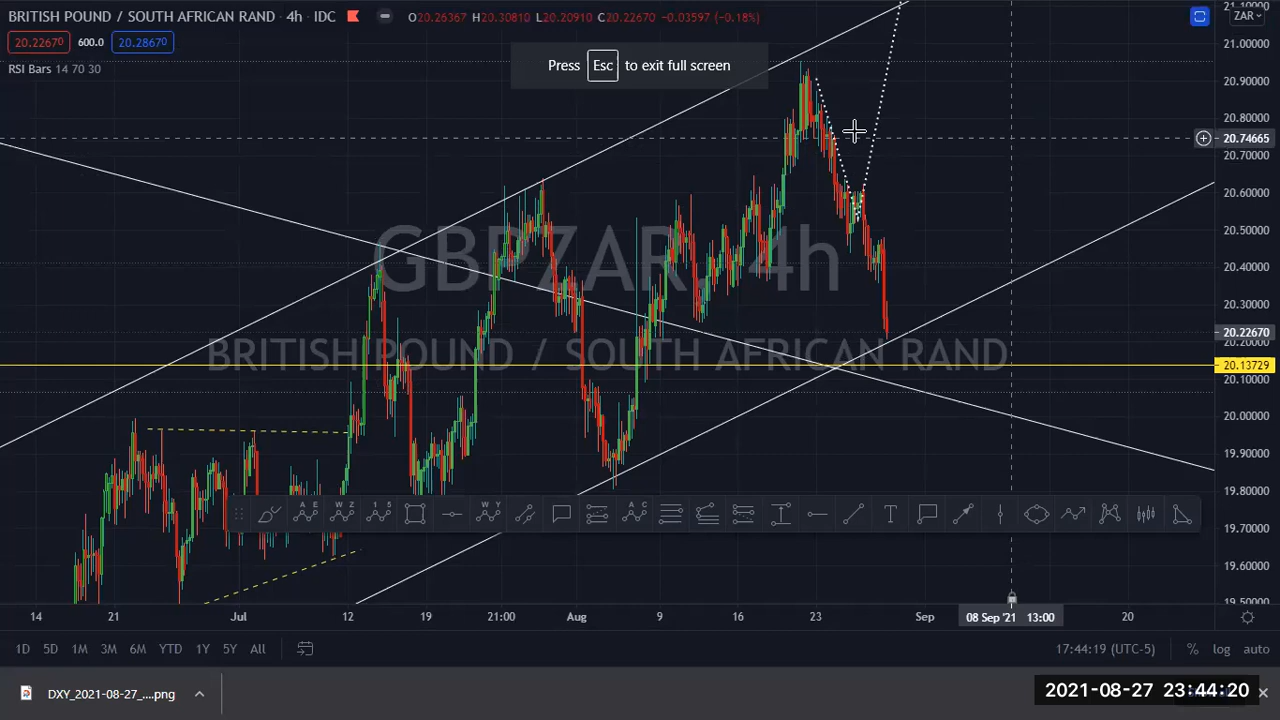 BRITISH POUND / SOUTH AFRICAN RAND · 4h · IDC O20.26367 H20.30810 L20.20910 C20.22670 −0.03597 (−0.18%)
20.22670 600.0 20.28670
RSI Bars 14 70 30
Press Esc to exit full screen
ZAR
21.10000
21.00000
20.90000
20.80000
20.74665
20.70000
20.60000
20.50000
20.40000
20.30000
20.22670
20.20000
20.13729
20.10000
20.00000
19.90000
19.80000
19.70000
19.60000
19.50000
GBPZAR, 4h
BRITISH POUND / SOUTH AFRICAN RAND
A E W Z 1 5 W Y A C T
14 21 Jul 12 19 21:00 Aug 9 16 23 Sep 08 Sep '21 13:00 20
1D 5D 1M 3M 6M YTD 1Y 5Y All 17:44:19 (UTC-5) % log auto
DXY_2021-08-27_....png
2021-08-27 23:44:20